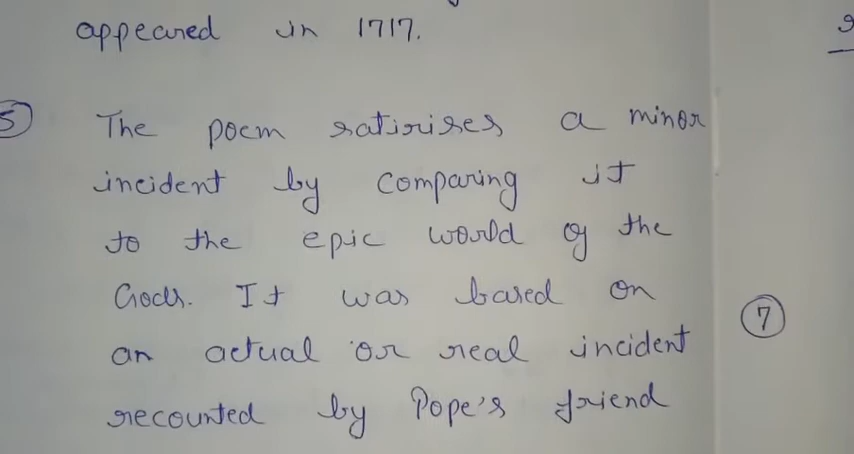 appeared in 1717.
5 The poem satirises a minor
incident by comparing it
to the epic world of the
Gods. It was based on
an actual or real incident
7
recounted by Pope's friend